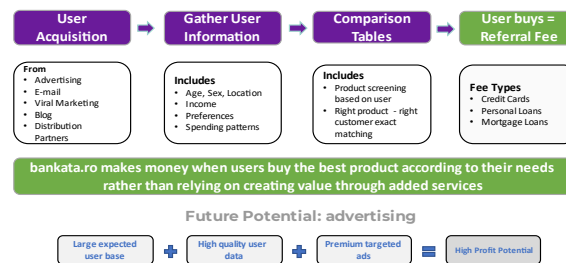 User
Acquisition
Gather User
Information
Comparison
Tables
User buys =
Referral Fee
From
• Advertising
• E-mail
• Viral Marketing
• Blog
• Distribution
Partners
Includes
• Age, Sex, Location
• Income
• Preferences
• Spending patterns
Includes
• Product screening
based on user
• Right product - right
customer exact
matching
Fee Types
• Credit Cards
• Personal Loans
• Mortgage Loans
bankata.ro makes money when users buy the best product according to their needs
rather than relying on creating value through added services
Future Potential: advertising
Large expected
user base
High quality user
data
Premium targeted
ads
High Profit Potential